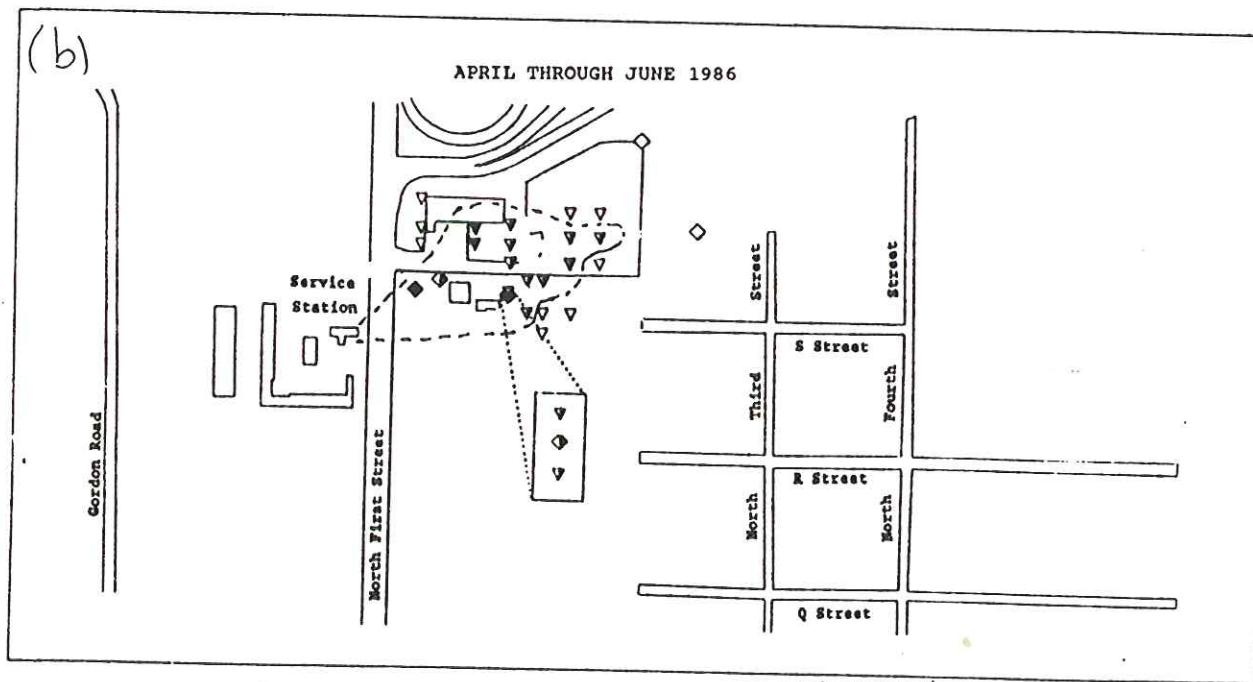 (b)
APRIL THROUGH JUNE 1986
Service
Station
Gordon Road
North First Street
Street
Street
S Street
Third
Fourth
R Street
North
North
Q Street